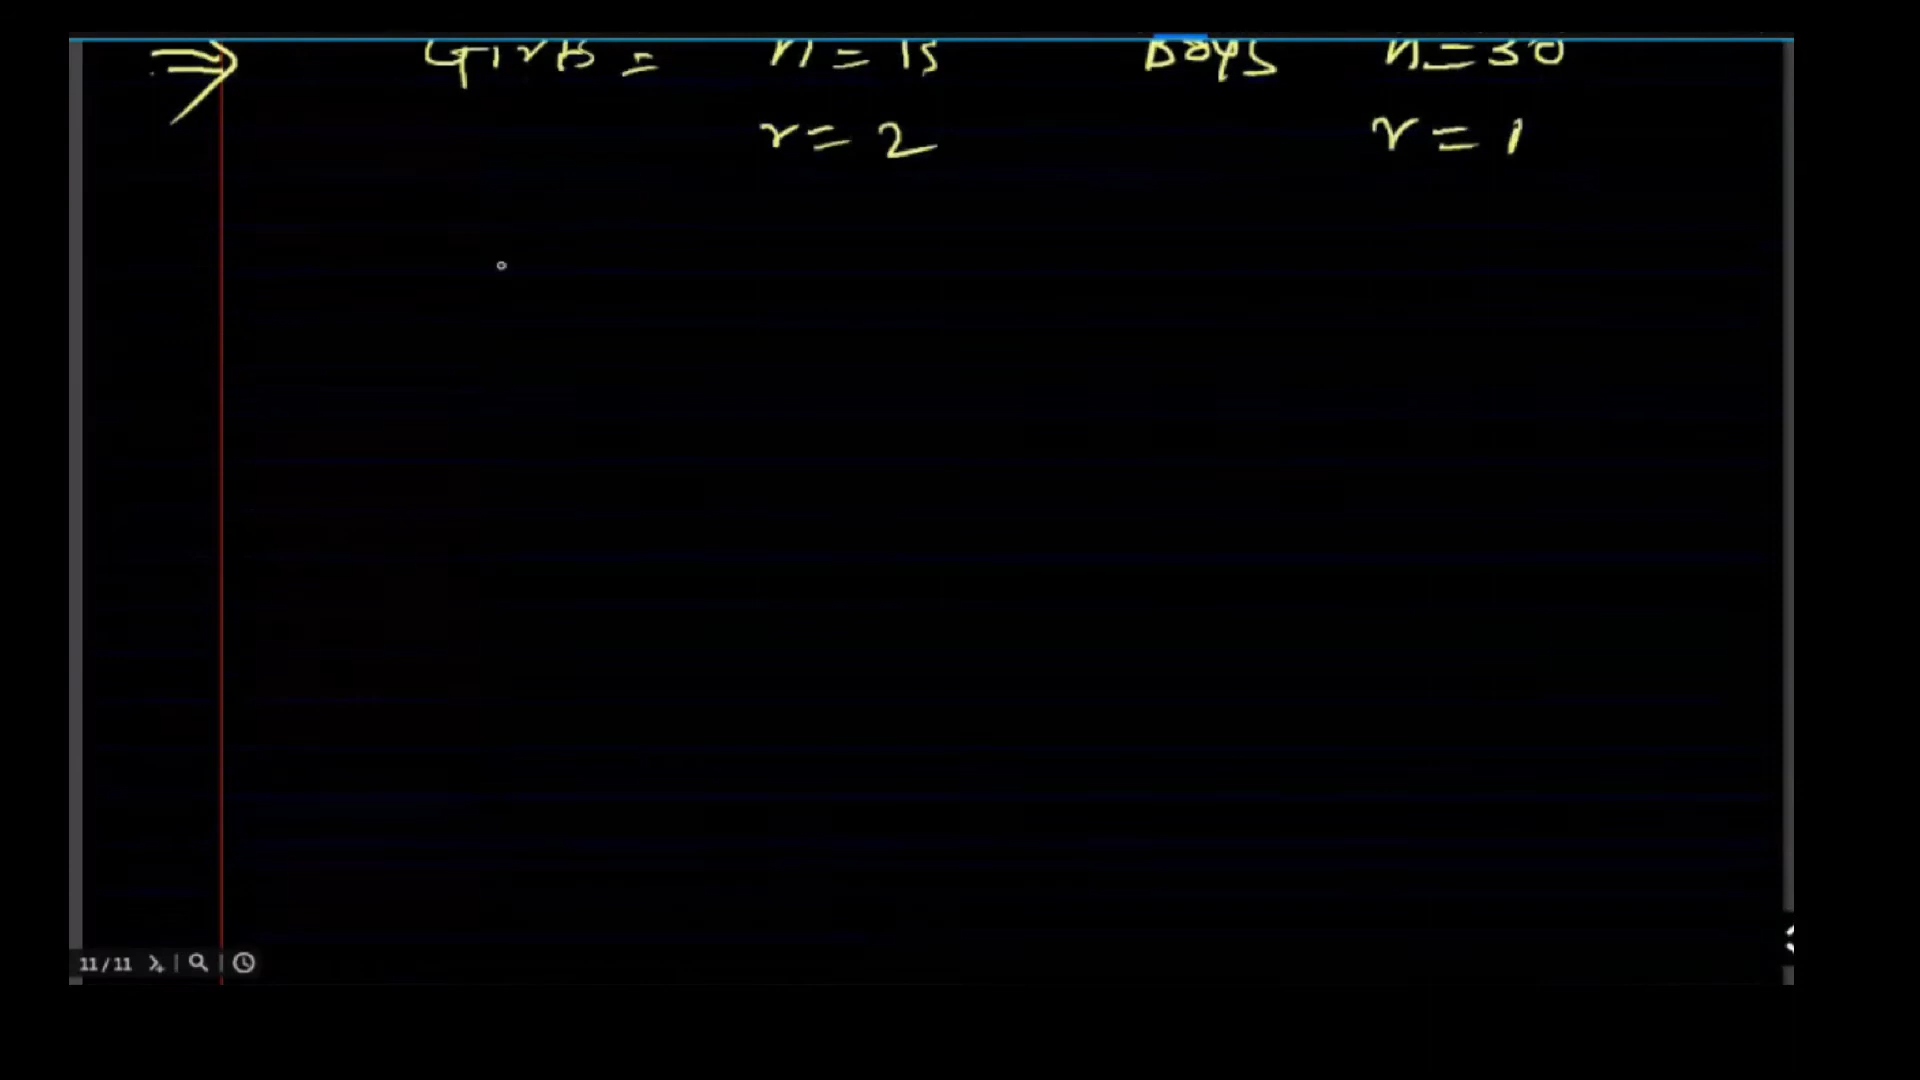 ⇒ Girls = n = 15 Boys n = 30
r = 2 r = 1
11/11